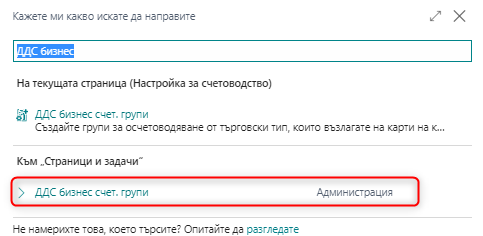 Кажете ми какво искате да направите
ДДС бизнес
На текущата страница (Настройка за счетоводство)
ДДС бизнес счет. групи
Създайте групи за осчетоводяване от търговски тип, които възлагате на карти на к...
Към „Страници и задачи“
ДДС бизнес счет. групи Администрация
Не намерихте това, което търсите? Опитайте да разгледате